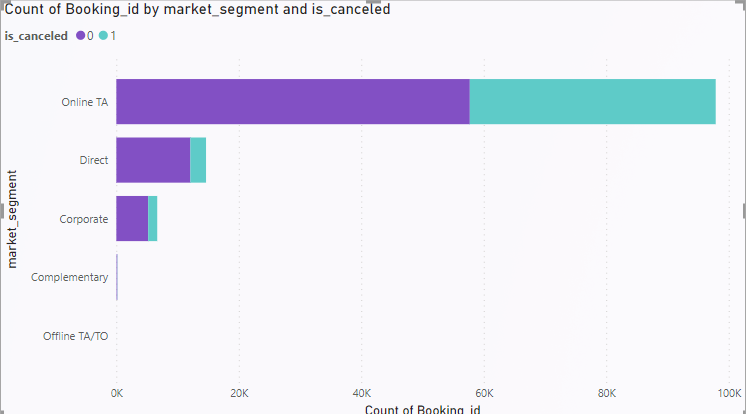 Count of Booking_id by market_segment and is_canceled
is_canceled 0 1
market_segment
Online TA
Direct
Corporate
Complementary
Offline TA/TO
0K 20K 40K 60K 80K 100K
Count of Booking_id